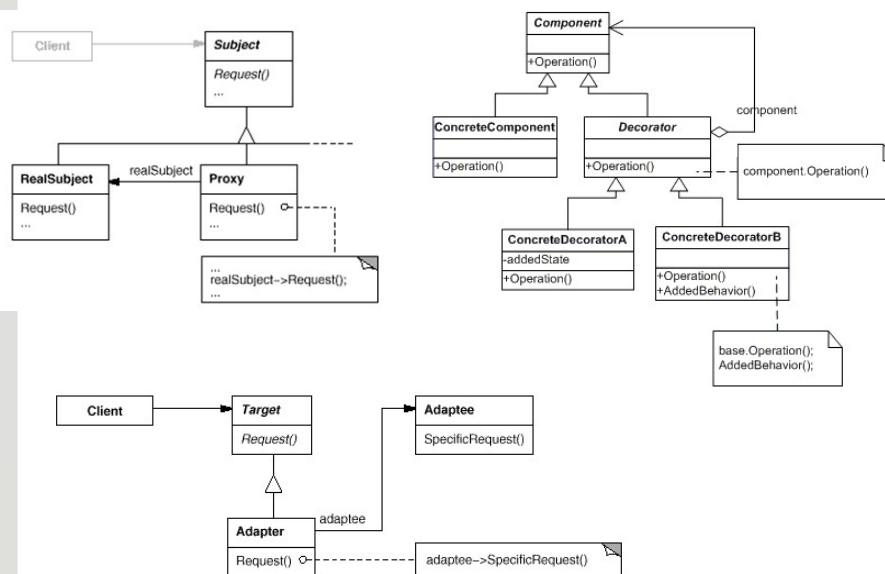 Client
Subject
Request()
...
RealSubject
Request()
...
realSubject
Proxy
Request()
...
...
realSubject->Request();
...
Component
+Operation()
component
ConcreteComponent
+Operation()
Decorator
+Operation()
component.Operation()
ConcreteDecoratorA
-addedState
+Operation()
ConcreteDecoratorB
+Operation()
+AddedBehavior()
base.Operation();
AddedBehavior();
Client
Target
Request()
Adaptee
SpecificRequest()
adaptee
Adapter
Request()
adaptee->SpecificRequest()